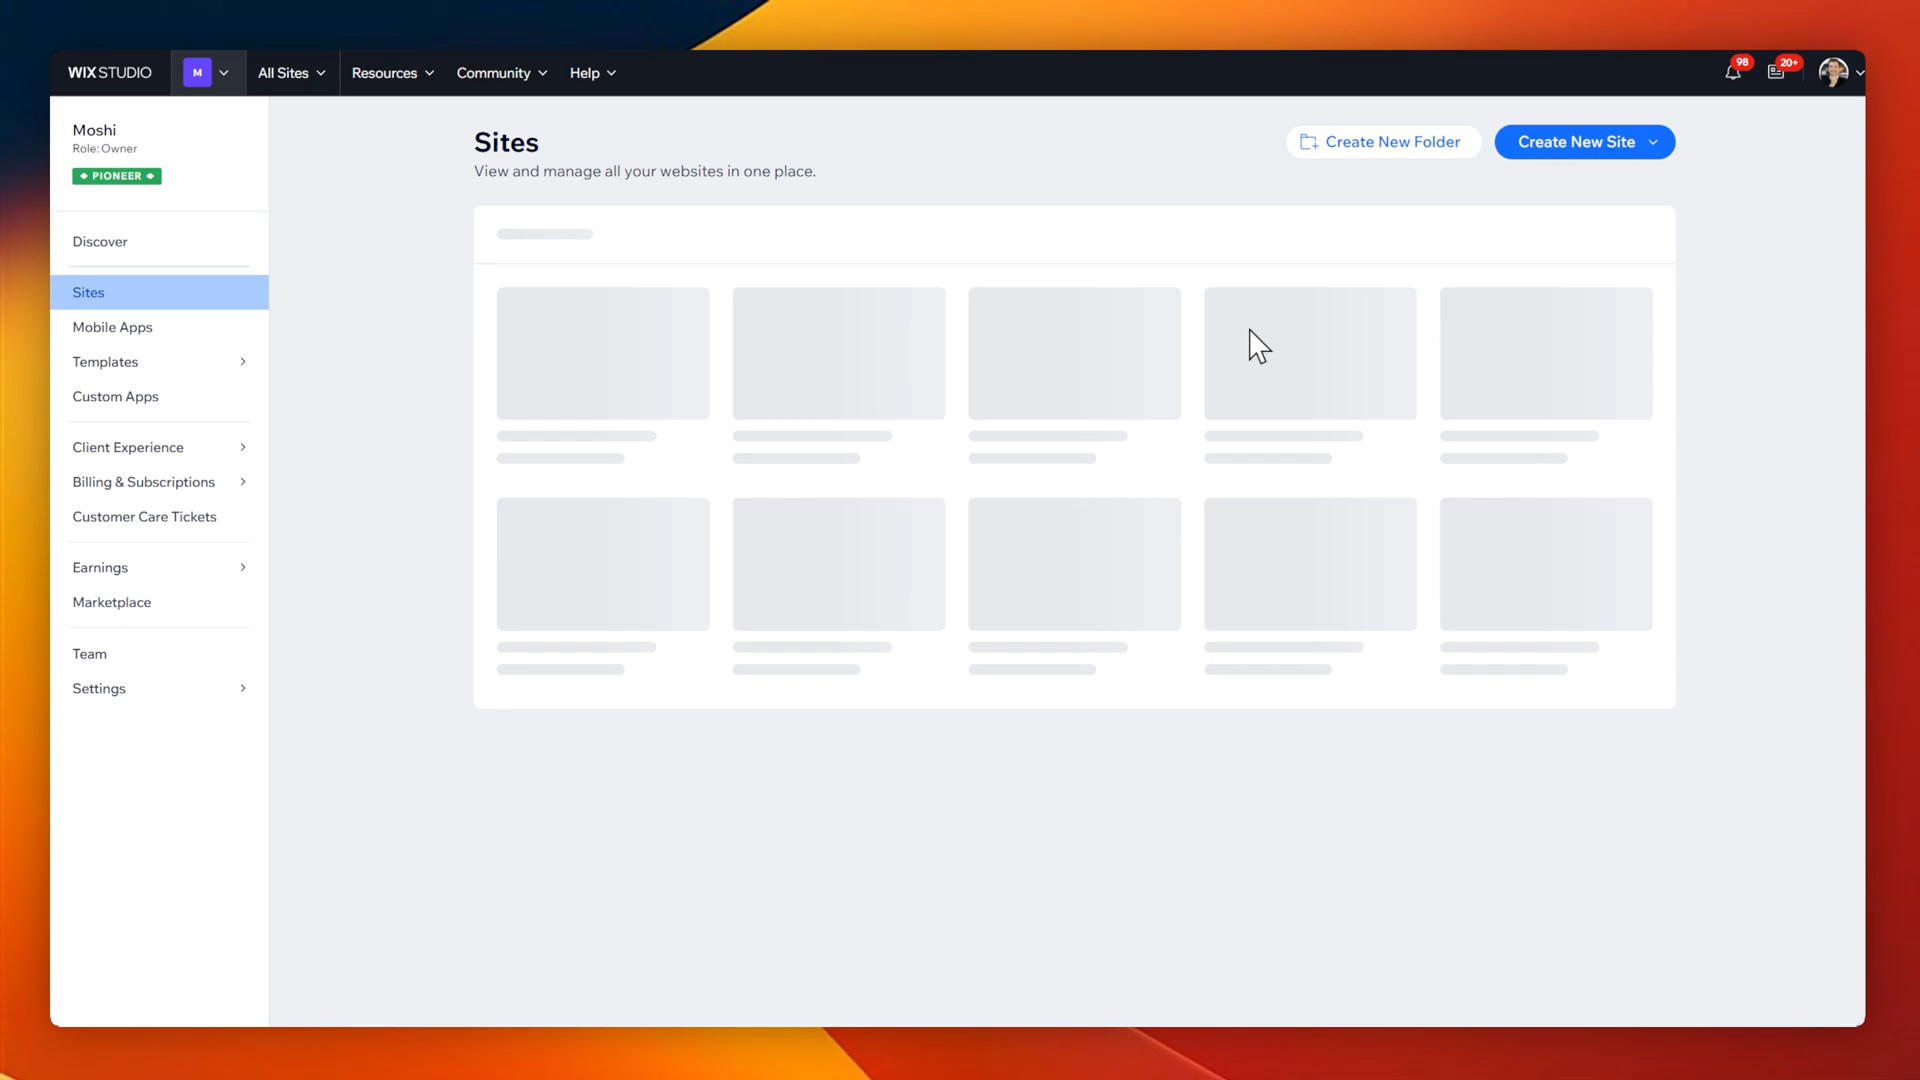 WIX STUDIO
M
All Sites
Resources
Community
Help
98
20+
Moshi
Role: Owner
PIONEER
Discover
Sites
Mobile Apps
Templates
Custom Apps
Client Experience
Billing & Subscriptions
Customer Care Tickets
Earnings
Marketplace
Team
Settings
Sites
View and manage all your websites in one place.
Create New Folder
Create New Site